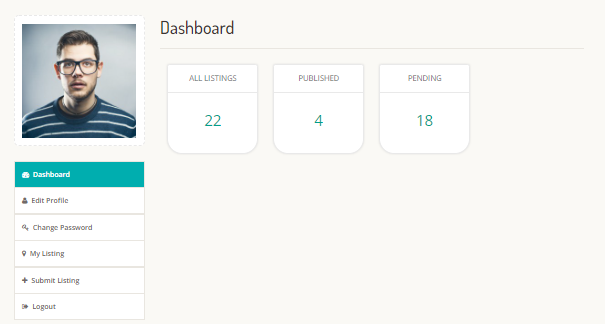 Dashboard
ALL LISTINGS
PUBLISHED
PENDING
22
4
18
Dashboard
Edit Profile
Change Password
My Listing
Submit Listing
Logout